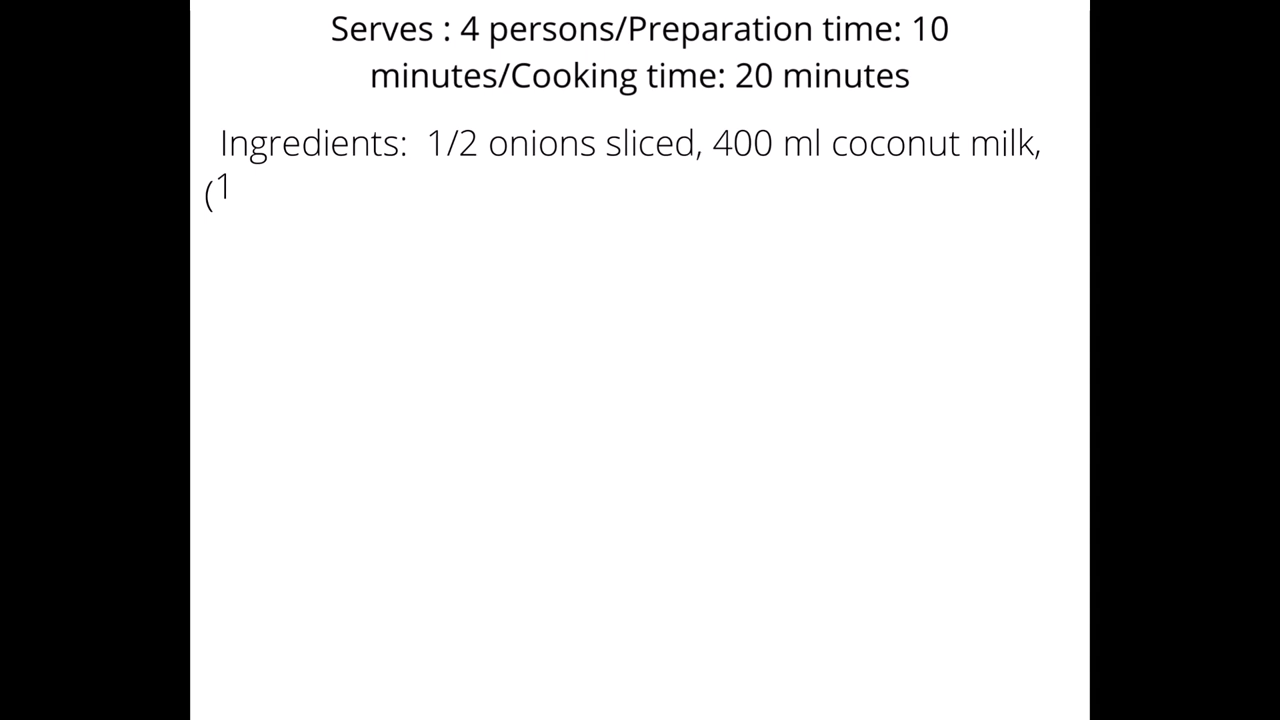 Serves : 4 persons/Preparation time: 10
minutes/Cooking time: 20 minutes
Ingredients: 1/2 onions sliced, 400 ml coconut milk,
(1